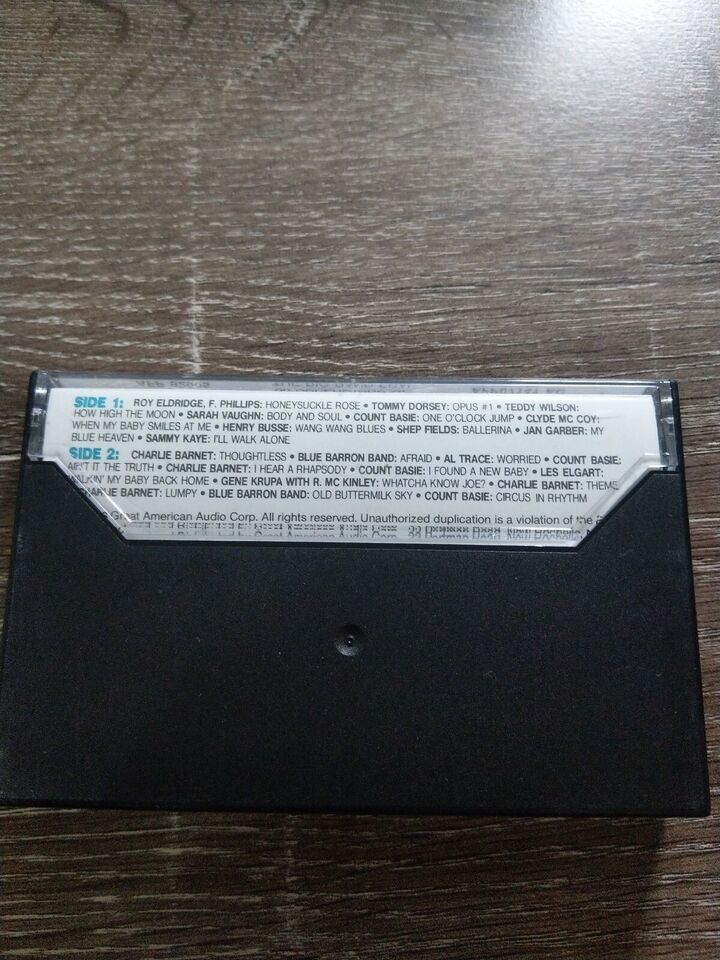 SIDE 1: ROY ELDRIDGE, F. PHILLIPS: HONEYSUCKLE ROSE • TOMMY DORSEY: OPUS #1 • TEDDY WILSON:
HOW HIGH THE MOON • SARAH VAUGHN: BODY AND SOUL • COUNT BASIE: ONE O'CLOCK JUMP • CLYDE MC COY:
WHEN MY BABY SMILES AT ME • HENRY BUSSE: WANG WANG BLUES • SHEP FIELDS: BALLERINA • JAN GARBER: MY
BLUE HEAVEN • SAMMY KAYE: I'LL WALK ALONE
SIDE 2: CHARLIE BARNET: THOUGHTLESS • BLUE BARRON BAND: AFRAID • AL TRACE: WORRIED • COUNT BASIE:
AIN'T IT THE TRUTH • CHARLIE BARNET: I HEAR A RHAPSODY • COUNT BASIE: I FOUND A NEW BABY • LES ELGART:
MY BABY BACK HOME • GENE KRUPA WITH R. MC KINLEY: WHATCHA KNOW JOE? • CHARLIE BARNET: THEME
CHARLIE BARNET: LUMPY • BLUE BARRON BAND: OLD BUTTERMILK SKY • COUNT BASIE: CIRCUS IN RHYTHM
Great American Audio Corp. All rights reserved. Unauthorized duplication is a violation of the
by Great American Audio Corp.